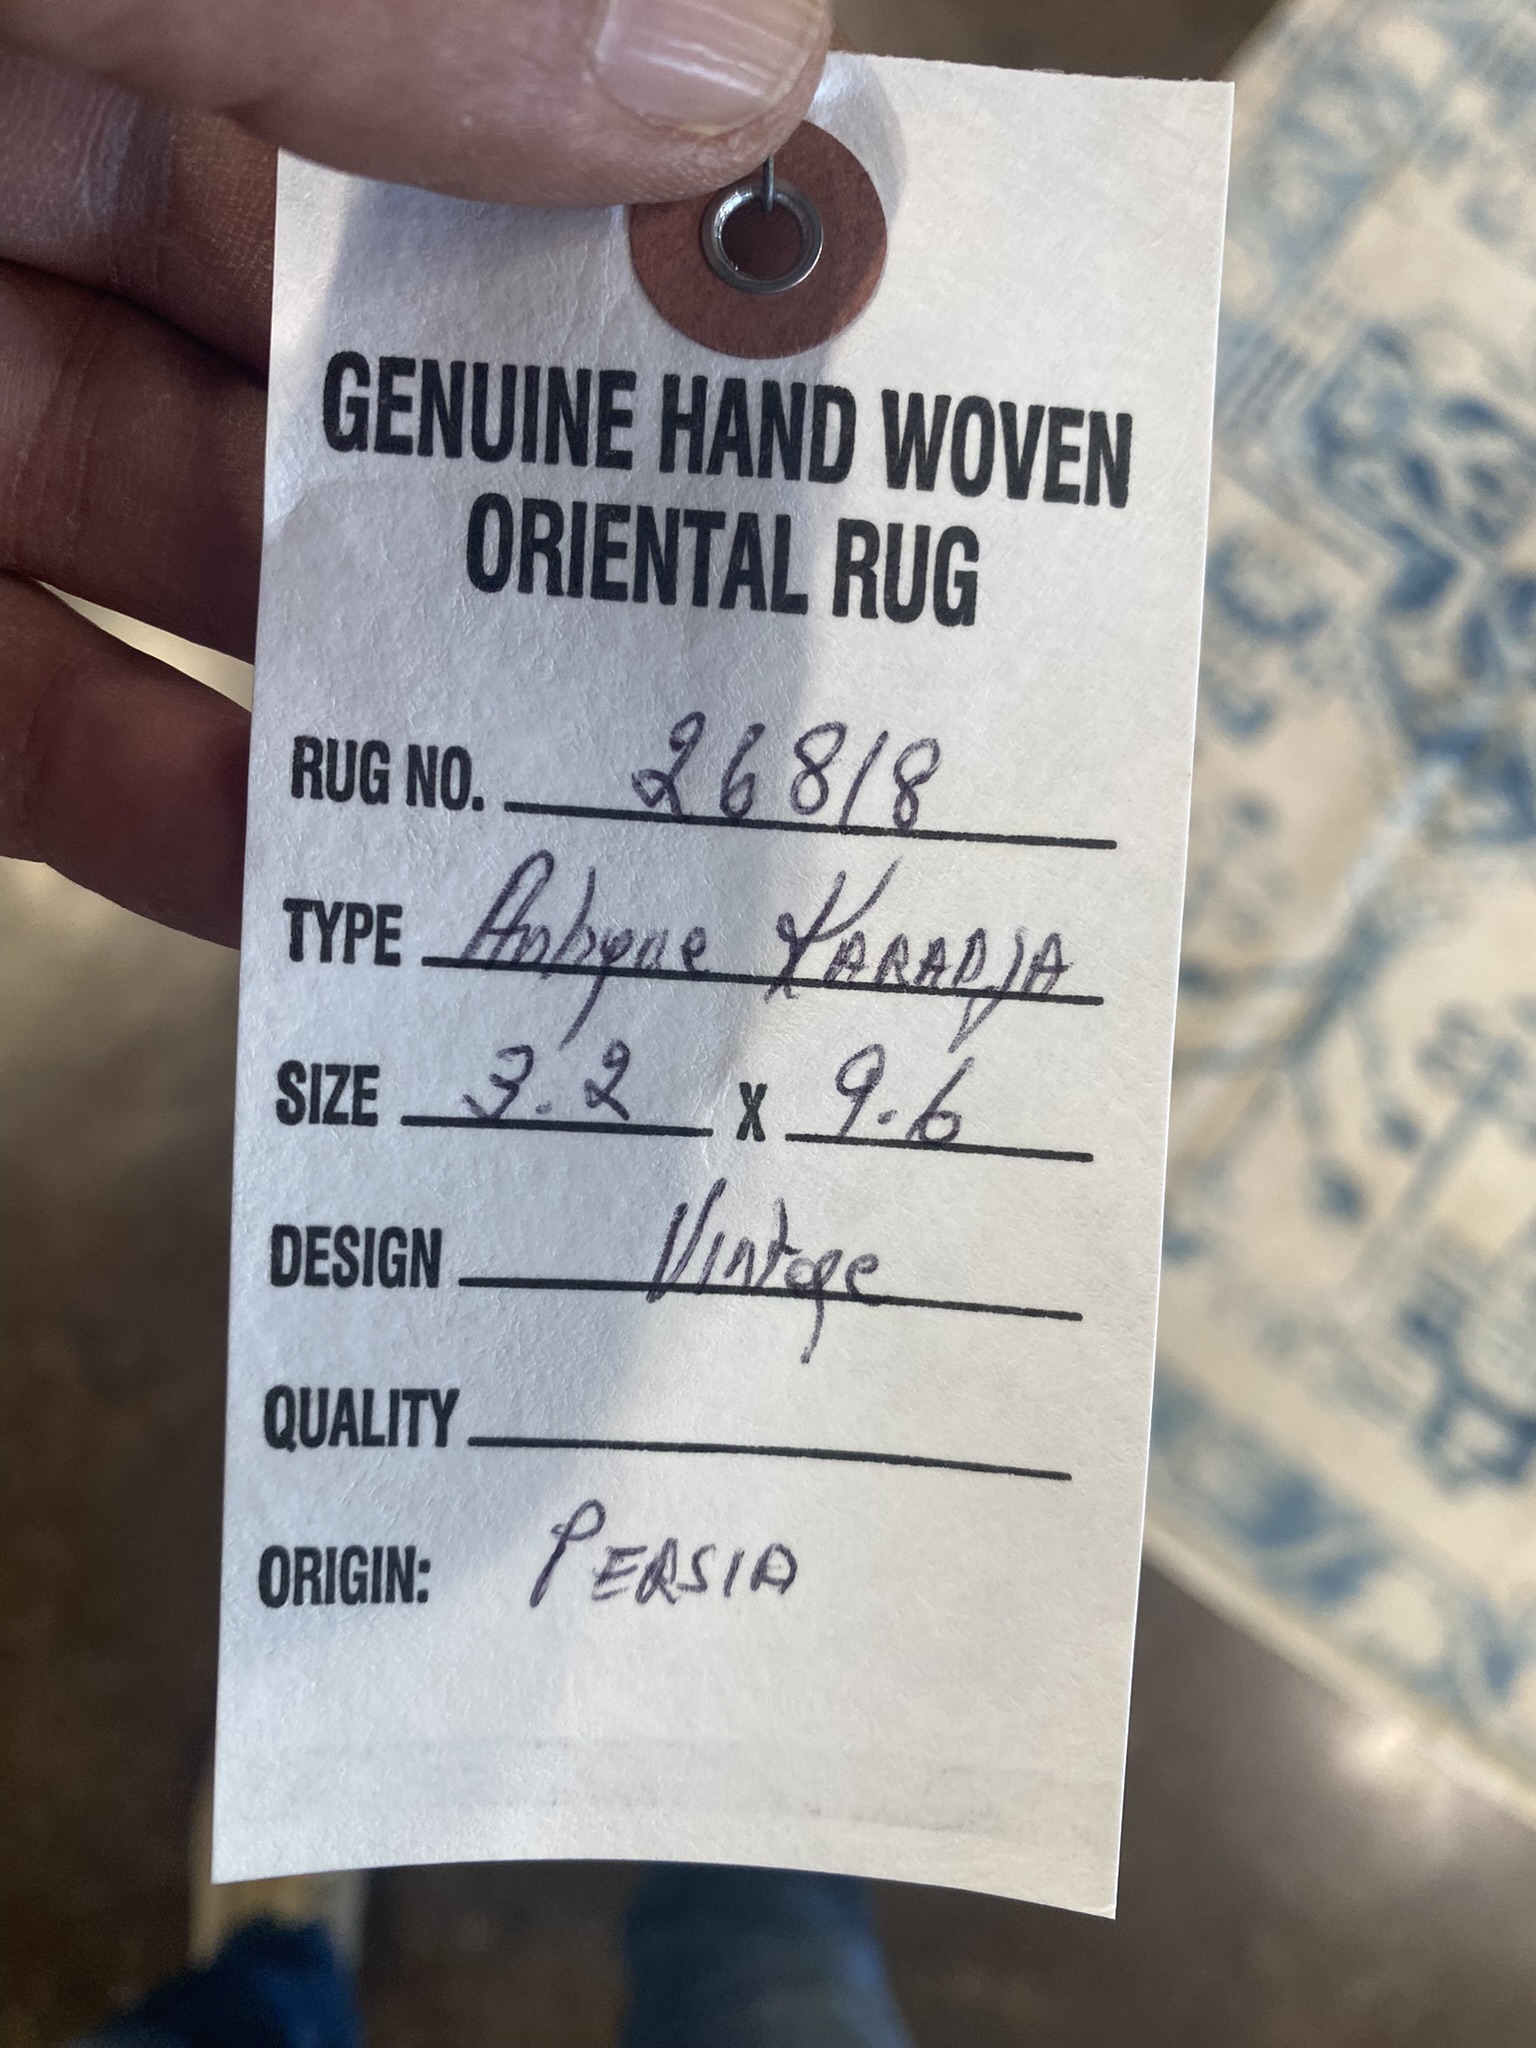 GENUINE HAND WOVEN
ORIENTAL RUG
RUG NO. 26818
TYPE Antique KARADJA
SIZE 3.2 X 9.6
DESIGN Vintage
QUALITY
ORIGIN: PERSIA